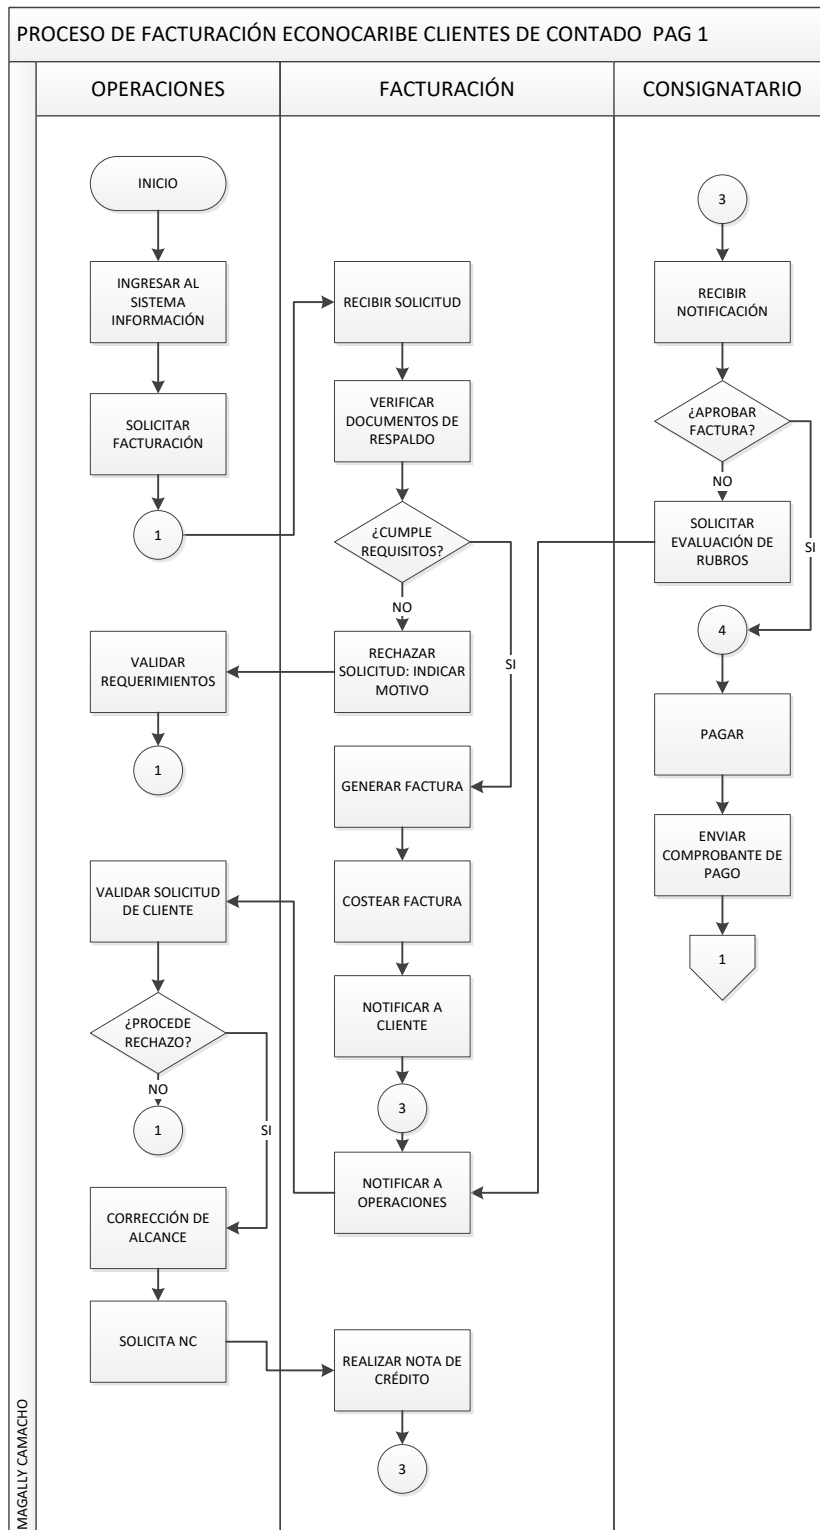 PROCESO DE FACTURACIÓN ECONOCARIBE CLIENTES DE CONTADO PAG 1
OPERACIONES
FACTURACIÓN
CONSIGNATARIO
INICIO
INGRESAR AL
SISTEMA
INFORMACIÓN
SOLICITAR
FACTURACIÓN
1
VALIDAR
REQUERIMIENTOS
1
VALIDAR SOLICITUD
DE CLIENTE
¿PROCEDE
RECHAZO?
NO
SI
1
CORRECCIÓN DE
ALCANCE
SOLICITA NC
RECIBIR SOLICITUD
VERIFICAR
DOCUMENTOS DE
RESPALDO
¿CUMPLE
REQUISITOS?
NO
SI
RECHAZAR
SOLICITUD: INDICAR
MOTIVO
GENERAR FACTURA
COSTEAR FACTURA
NOTIFICAR A
CLIENTE
3
NOTIFICAR A
OPERACIONES
REALIZAR NOTA DE
CRÉDITO
3
3
RECIBIR
NOTIFICACIÓN
¿APROBAR
FACTURA?
NO
SI
SOLICITAR
EVALUACIÓN DE
RUBROS
4
PAGAR
ENVIAR
COMPROBANTE DE
PAGO
1
MAGALLY CAMACHO